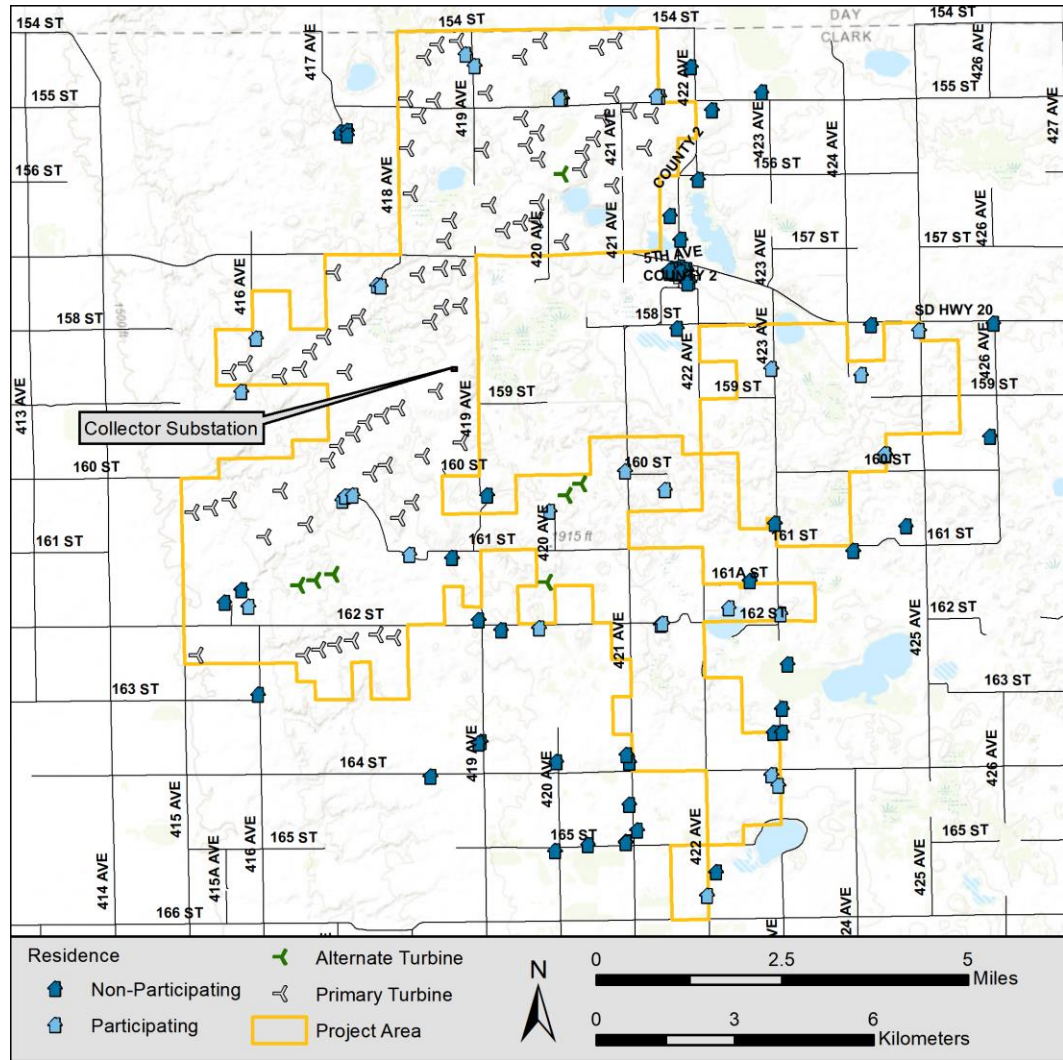 154 ST
154 ST
154 ST
154 ST
DAY
CLARK
417 AVE
422 AVE
426 AVE
155 ST
419 AVE
155 ST
427 AVE
421 AVE
423 AVE
424 AVE
COUNTY 2
156 ST
156 ST
418 AVE
426 AVE
420 AVE
421 AVE
157 ST
157 ST
5TH AVE
COUNTY 2
423 AVE
416 AVE
1500 ft
158 ST
158 ST
SD HWY 20
422 AVE
423 AVE
426 AVE
413 AVE
419 AVE
159 ST
159 ST
159 ST
Collector Substation
160 ST
160 ST
160 ST
160 ST
420 AVE
1915 ft
161 ST
161 ST
161 ST
161 ST
161A ST
162 ST
162 ST
162 ST
421 AVE
425 AVE
163 ST
163 ST
419 AVE
420 AVE
426 AVE
164 ST
415 AVE
416 AVE
415A AVE
165 ST
165 ST
165 ST
422 AVE
414 AVE
425 AVE
24 AVE
166 ST
VE
Residence
Non-Participating
Participating
Alternate Turbine
Primary Turbine
Project Area
N
0 2.5 5
Miles
0 3 6
Kilometers